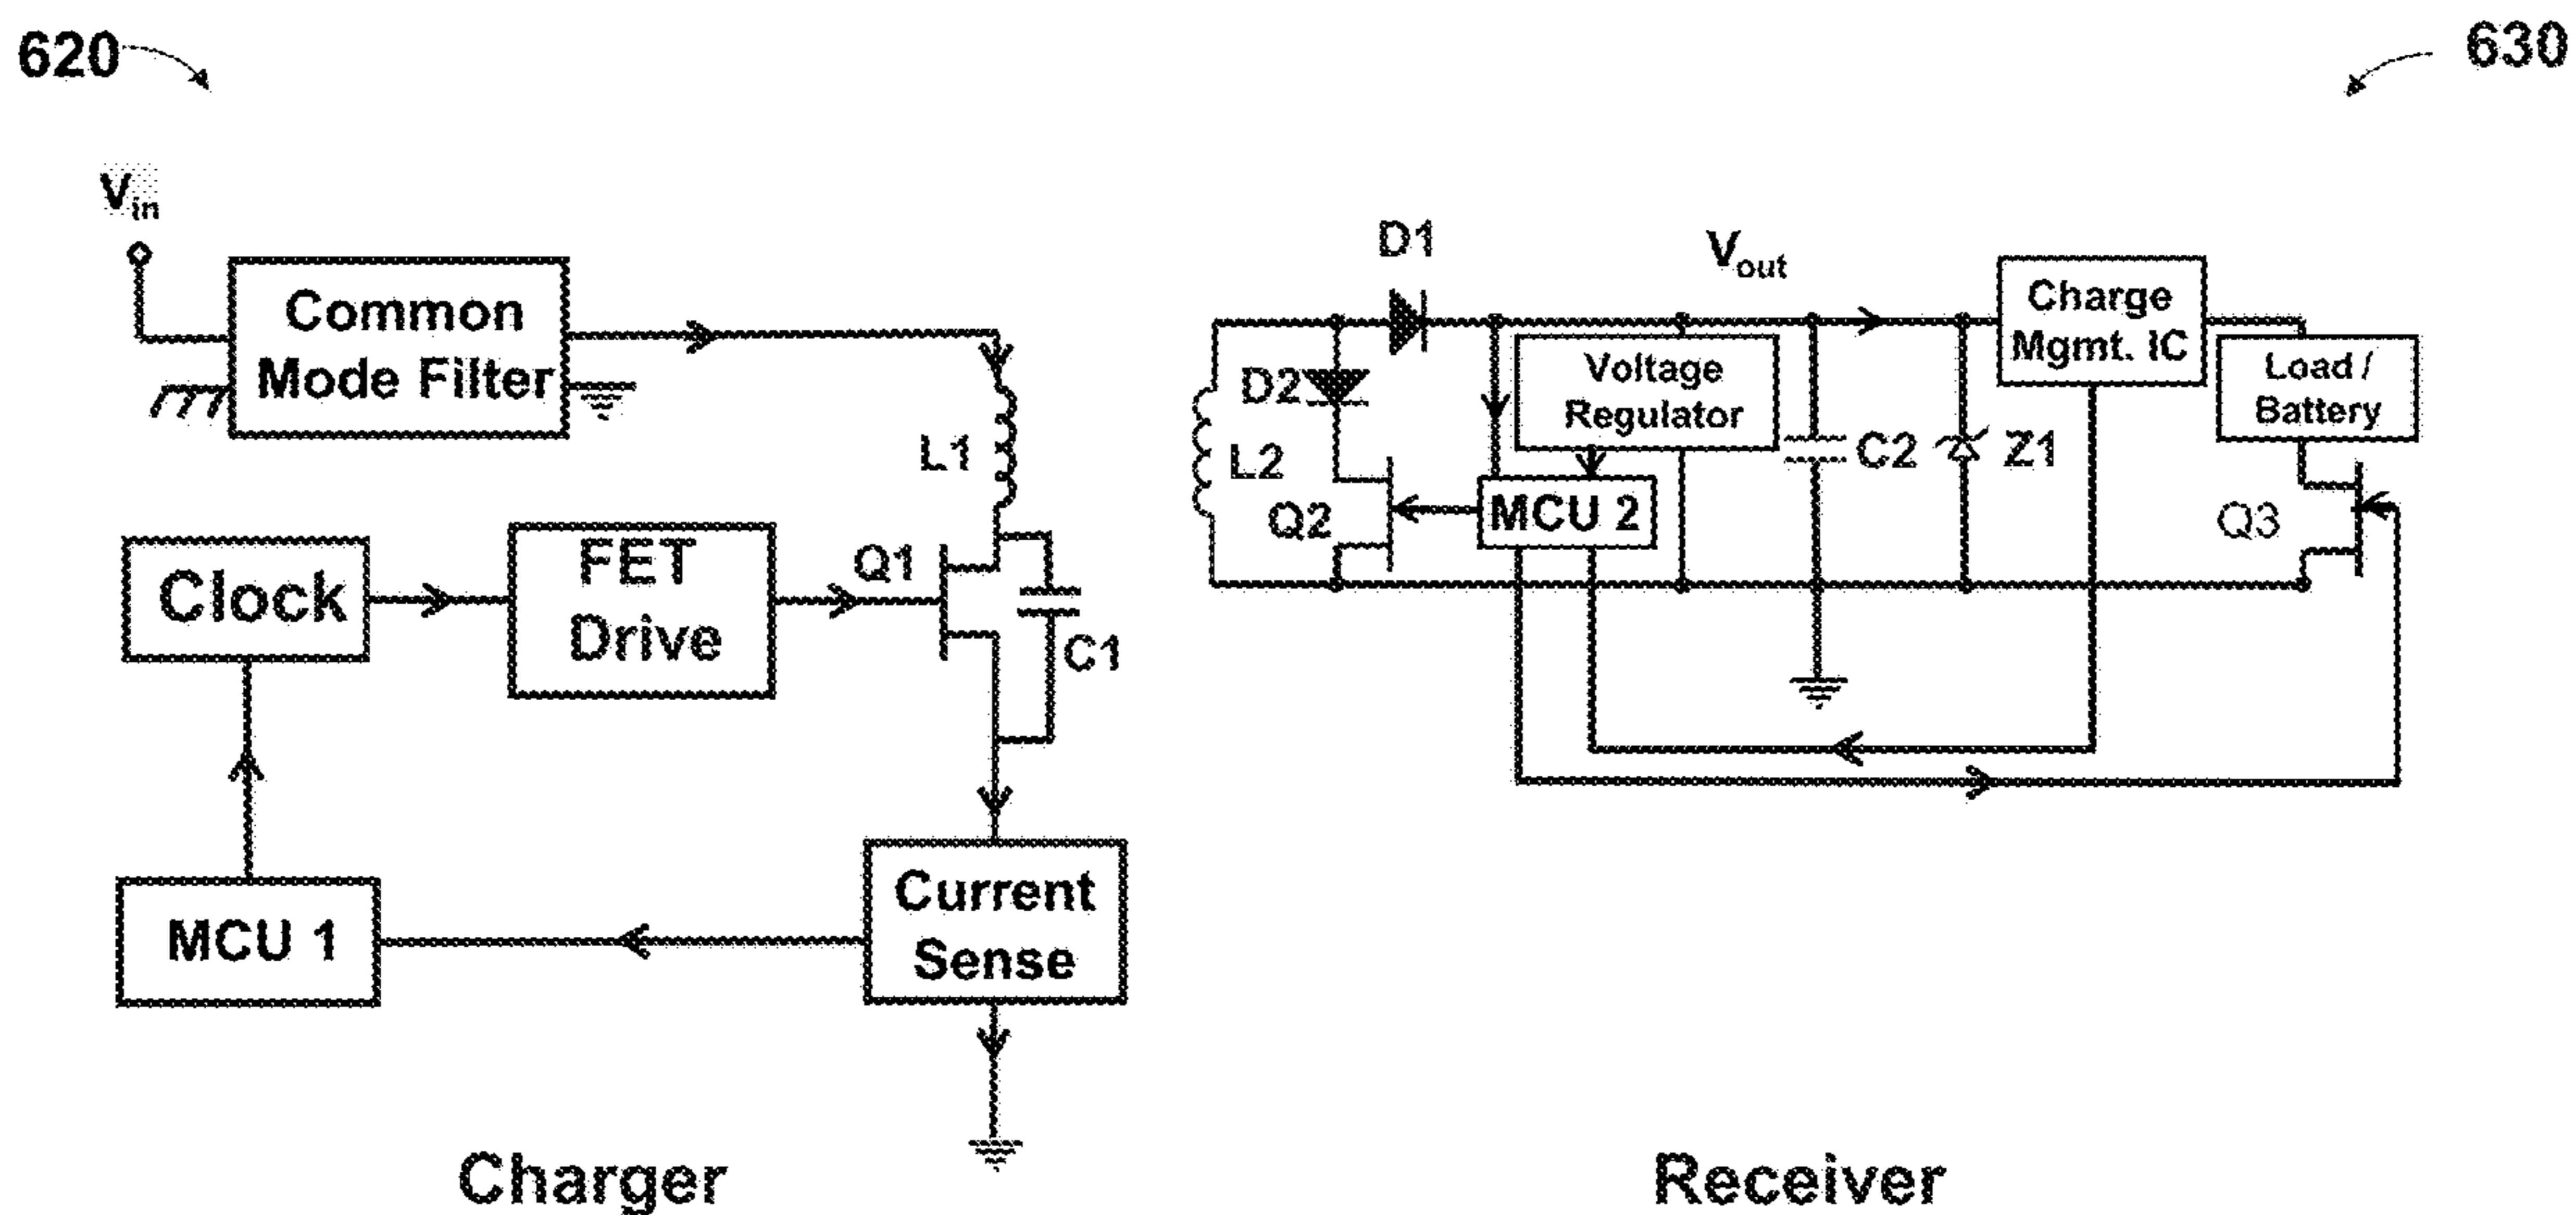 620
630
Vin
Common
Mode Filter
L1
Clock
FET
Drive
Q1
C1
MCU 1
Current
Sense
Charger
D1
Vout
Charge
Mgmt. IC
Voltage
Regulator
Load /
Battery
D2
L2
C2
Z1
Q2
MCU 2
Q3
Receiver